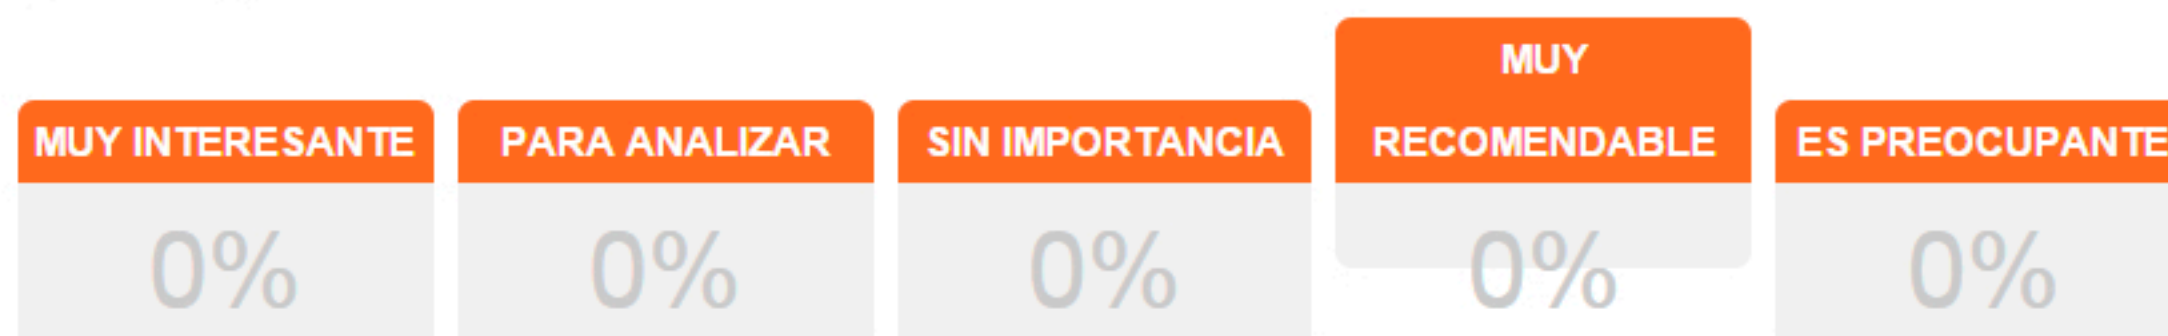 MUY INTERESANTE
PARA ANALIZAR
SIN IMPORTANCIA
MUY
RECOMENDABLE
ES PREOCUPANTE
0%
0%
0%
0%
0%